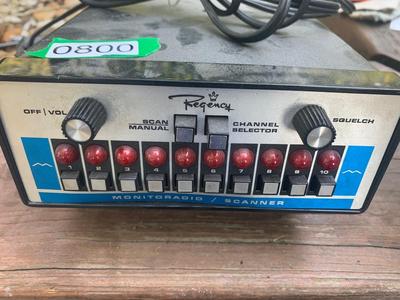 0800
Regency
OFF/VOL
SCAN
MANUAL
CHANNEL
SELECTOR
SQUELCH
1 2 3 4 5 6 7 8 9 10
MONITORADIO / SCANNER